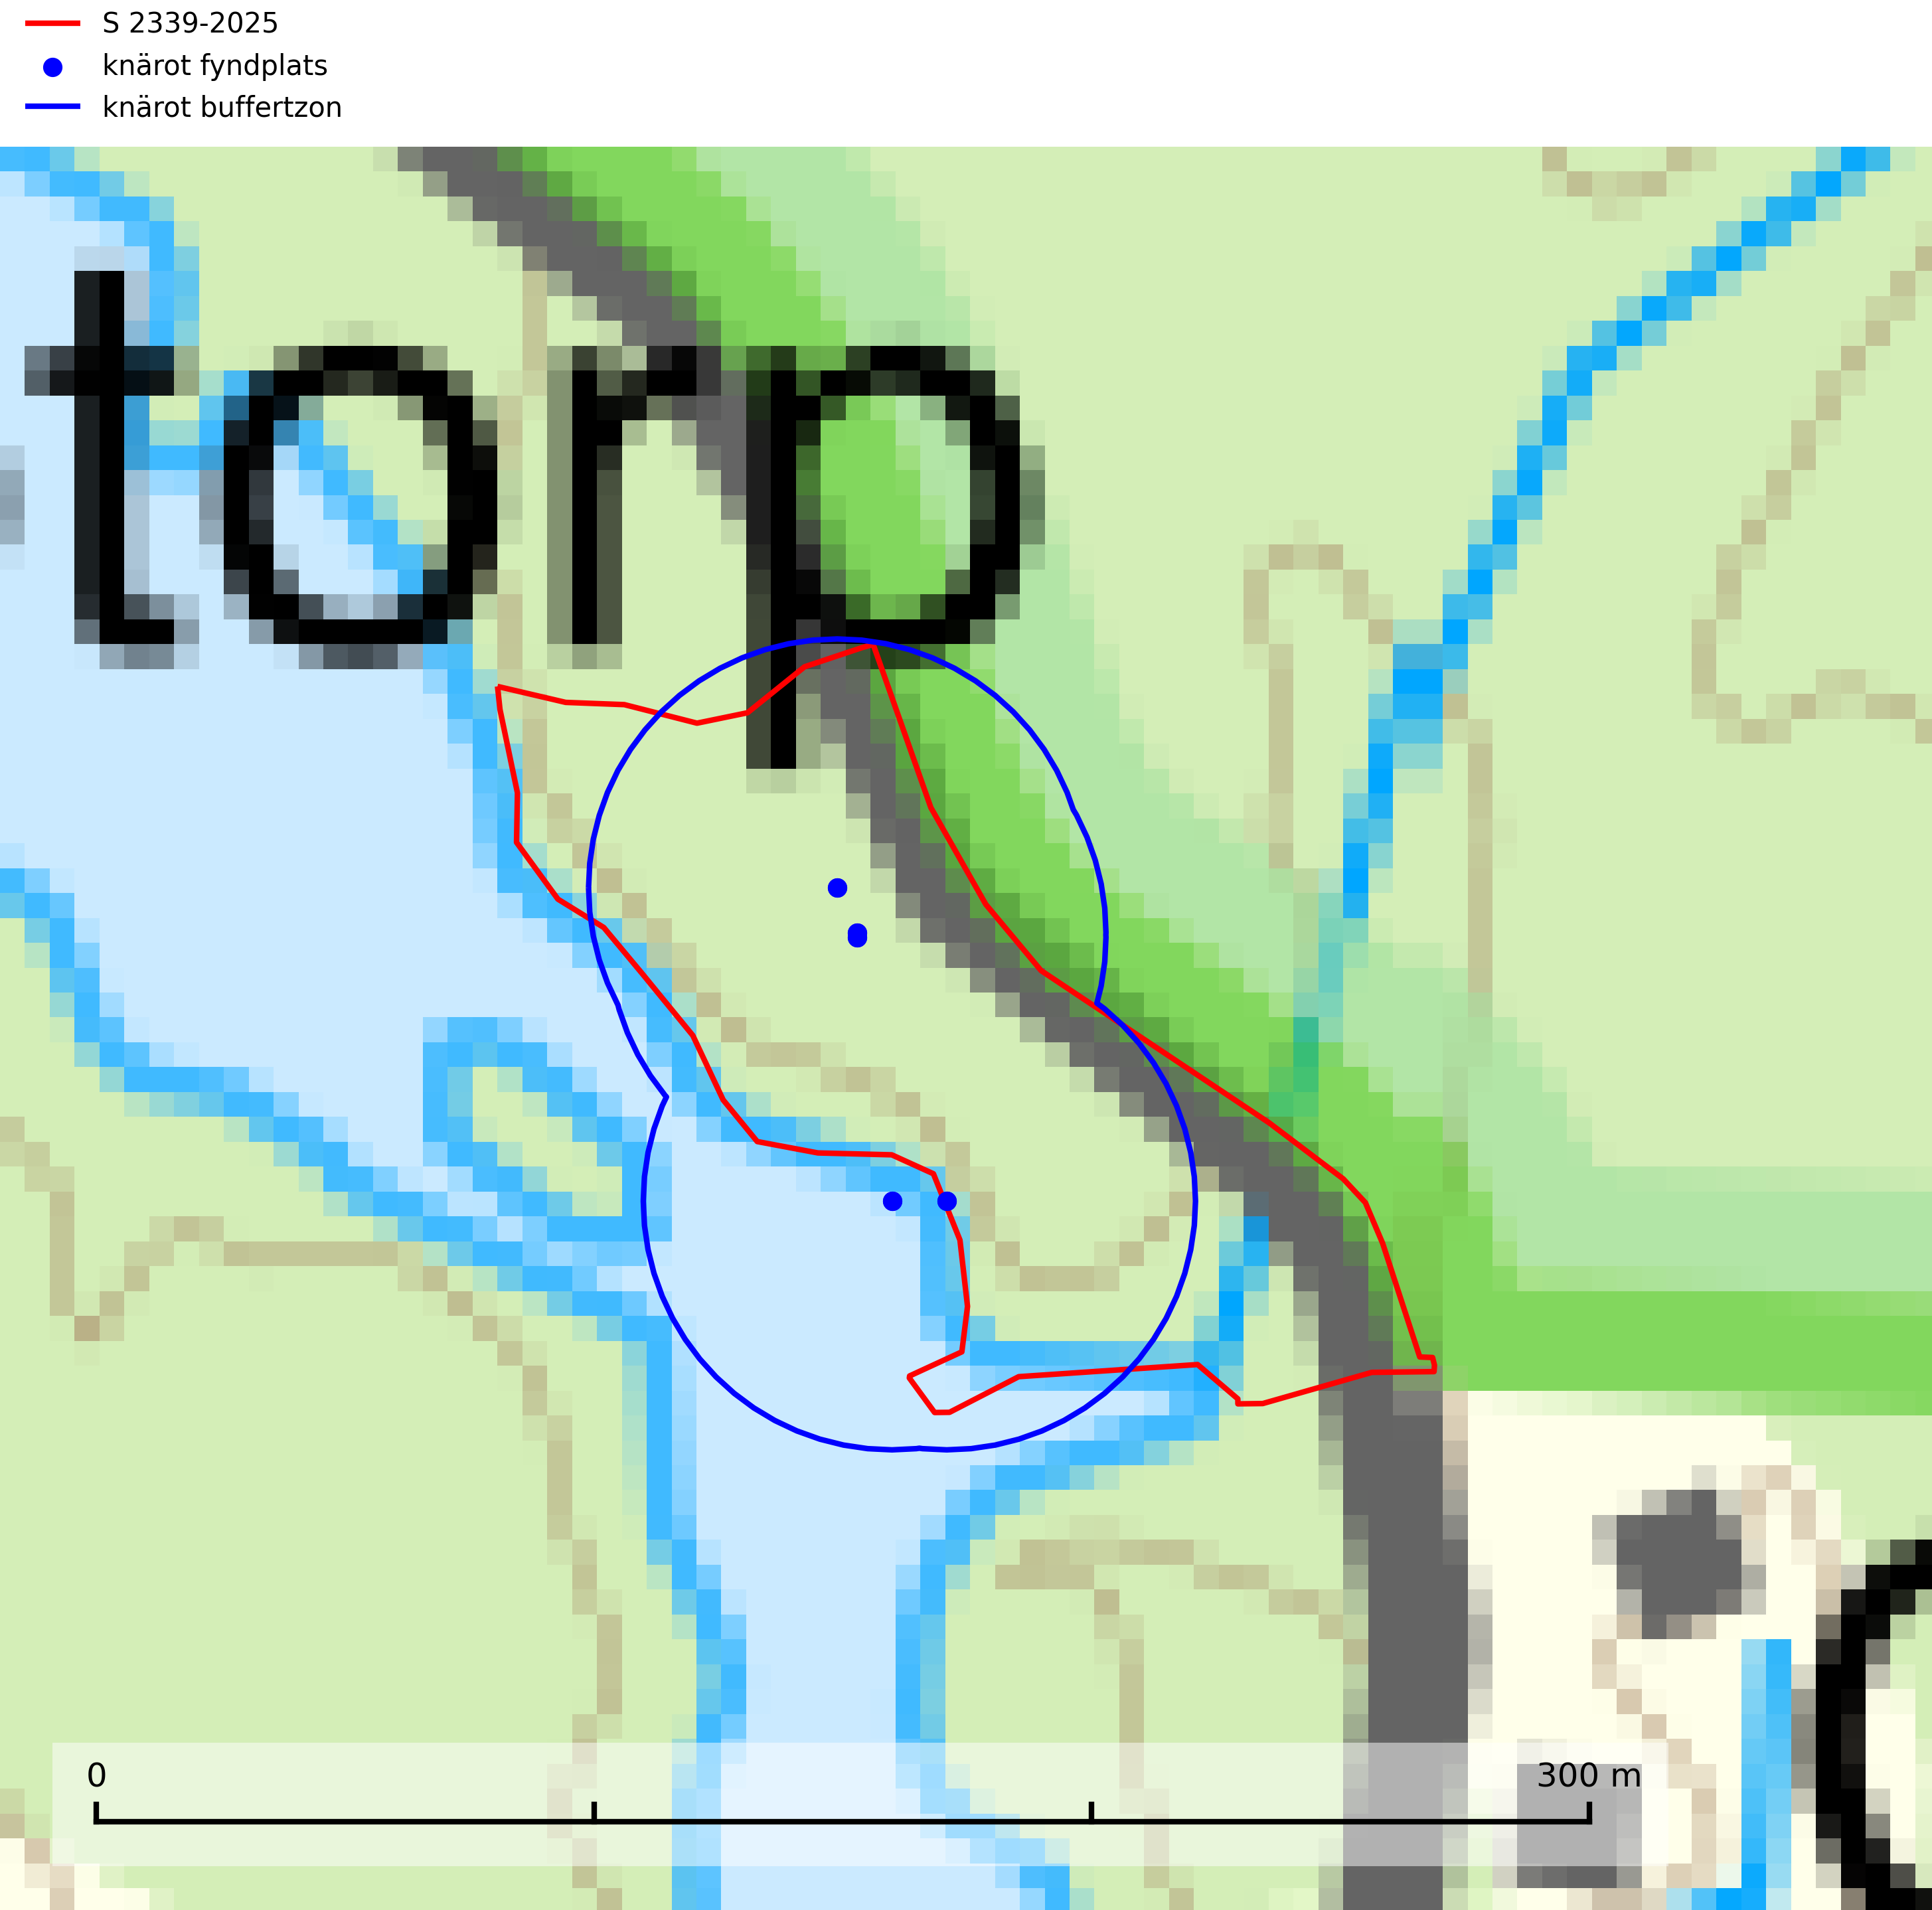 S 2339-2025
knärot fyndplats
knärot buffertzon
torp
0 300 m